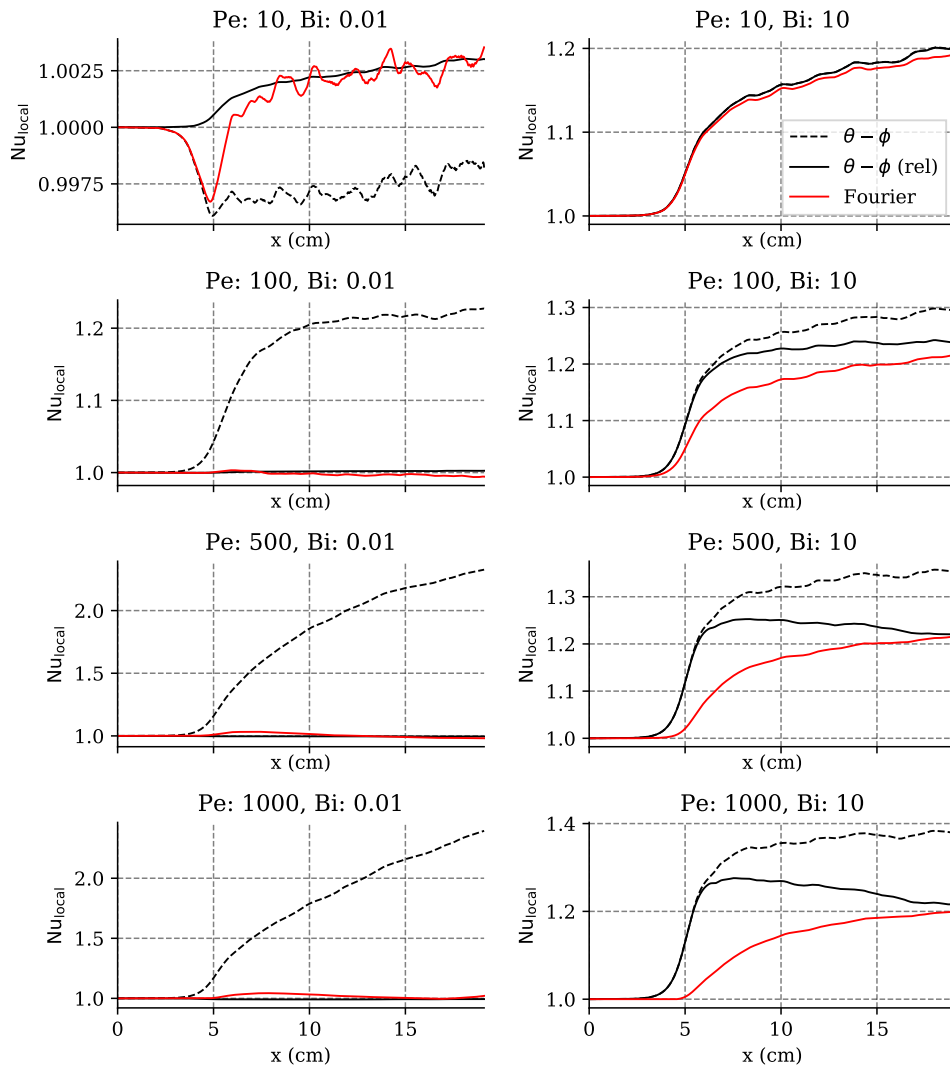 Pe: 10, Bi: 0.01
1.0025
1.0000
0.9975
Nu_local
x (cm)
Pe: 10, Bi: 10
1.2
1.1
1.0
Nu_local
θ − ϕ
θ − ϕ (rel)
Fourier
x (cm)
Pe: 100, Bi: 0.01
1.2
1.1
1.0
Nu_local
x (cm)
Pe: 100, Bi: 10
1.3
1.2
1.1
1.0
Nu_local
x (cm)
Pe: 500, Bi: 0.01
2.0
1.5
1.0
Nu_local
x (cm)
Pe: 500, Bi: 10
1.3
1.2
1.1
1.0
Nu_local
x (cm)
Pe: 1000, Bi: 0.01
2.0
1.5
1.0
Nu_local
0 5 10 15
x (cm)
Pe: 1000, Bi: 10
1.4
1.2
1.0
Nu_local
0 5 10 15
x (cm)